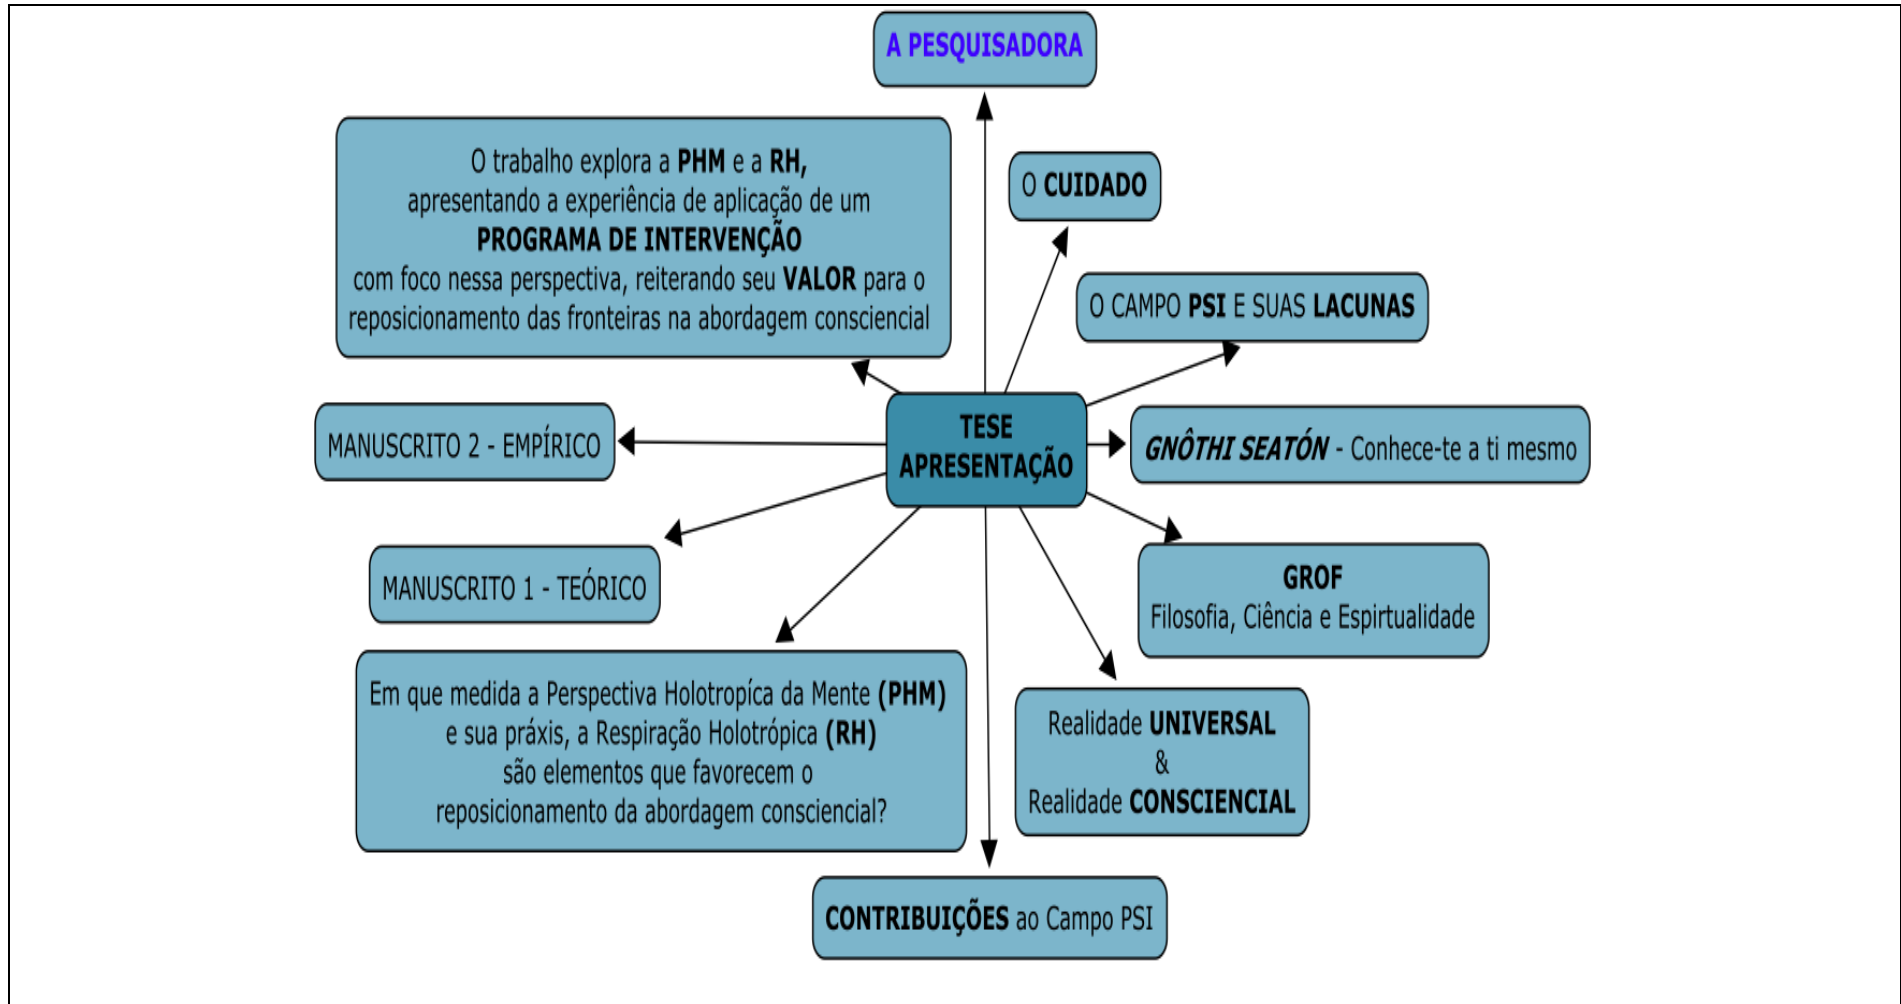 A PESQUISADORA
O trabalho explora a PHM e a RH,
apresentando a experiência de aplicação de um
PROGRAMA DE INTERVENÇÃO
com foco nessa perspectiva, reiterando seu VALOR para o
reposicionamento das fronteiras na abordagem consciencial
O CUIDADO
O CAMPO PSI E SUAS LACUNAS
TESE
APRESENTAÇÃO
MANUSCRITO 2 - EMPÍRICO
GNÔTHI SEATÓN - Conhece-te a ti mesmo
MANUSCRITO 1 - TEÓRICO
GROF
Filosofia, Ciência e Espirtualidade
Em que medida a Perspectiva Holotropíca da Mente (PHM)
e sua práxis, a Respiração Holotrópica (RH)
são elementos que favorecem o
reposicionamento da abordagem consciencial?
Realidade UNIVERSAL
&
Realidade CONSCIENCIAL
CONTRIBUIÇÕES ao Campo PSI